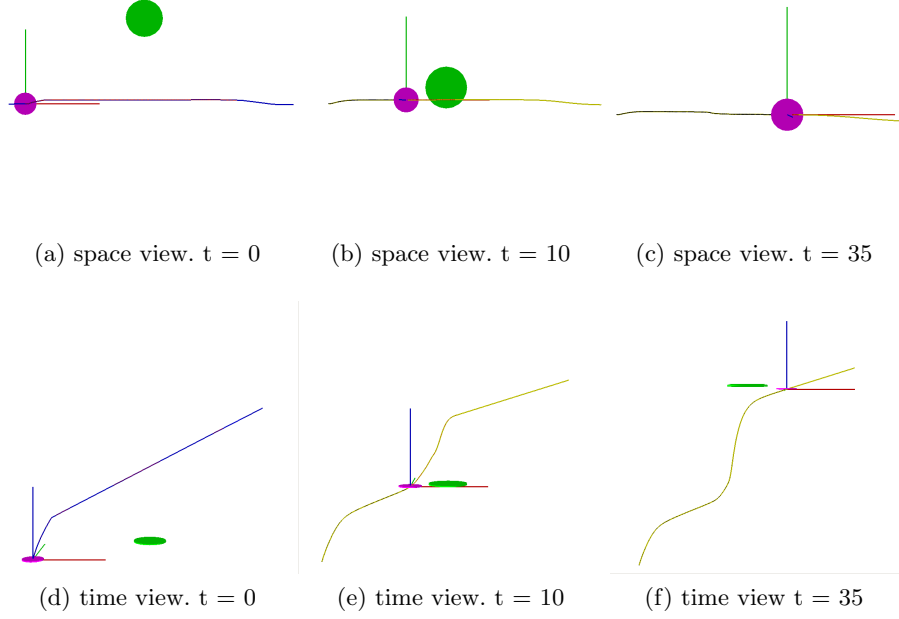 (a) space view. t = 0
(b) space view. t = 10
(c) space view. t = 35
(d) time view. t = 0
(e) time view. t = 10
(f) time view t = 35